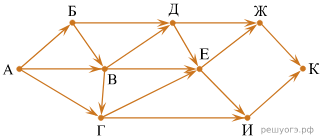 Б Д Ж
А В Е К
Г И
решуогэ.рф